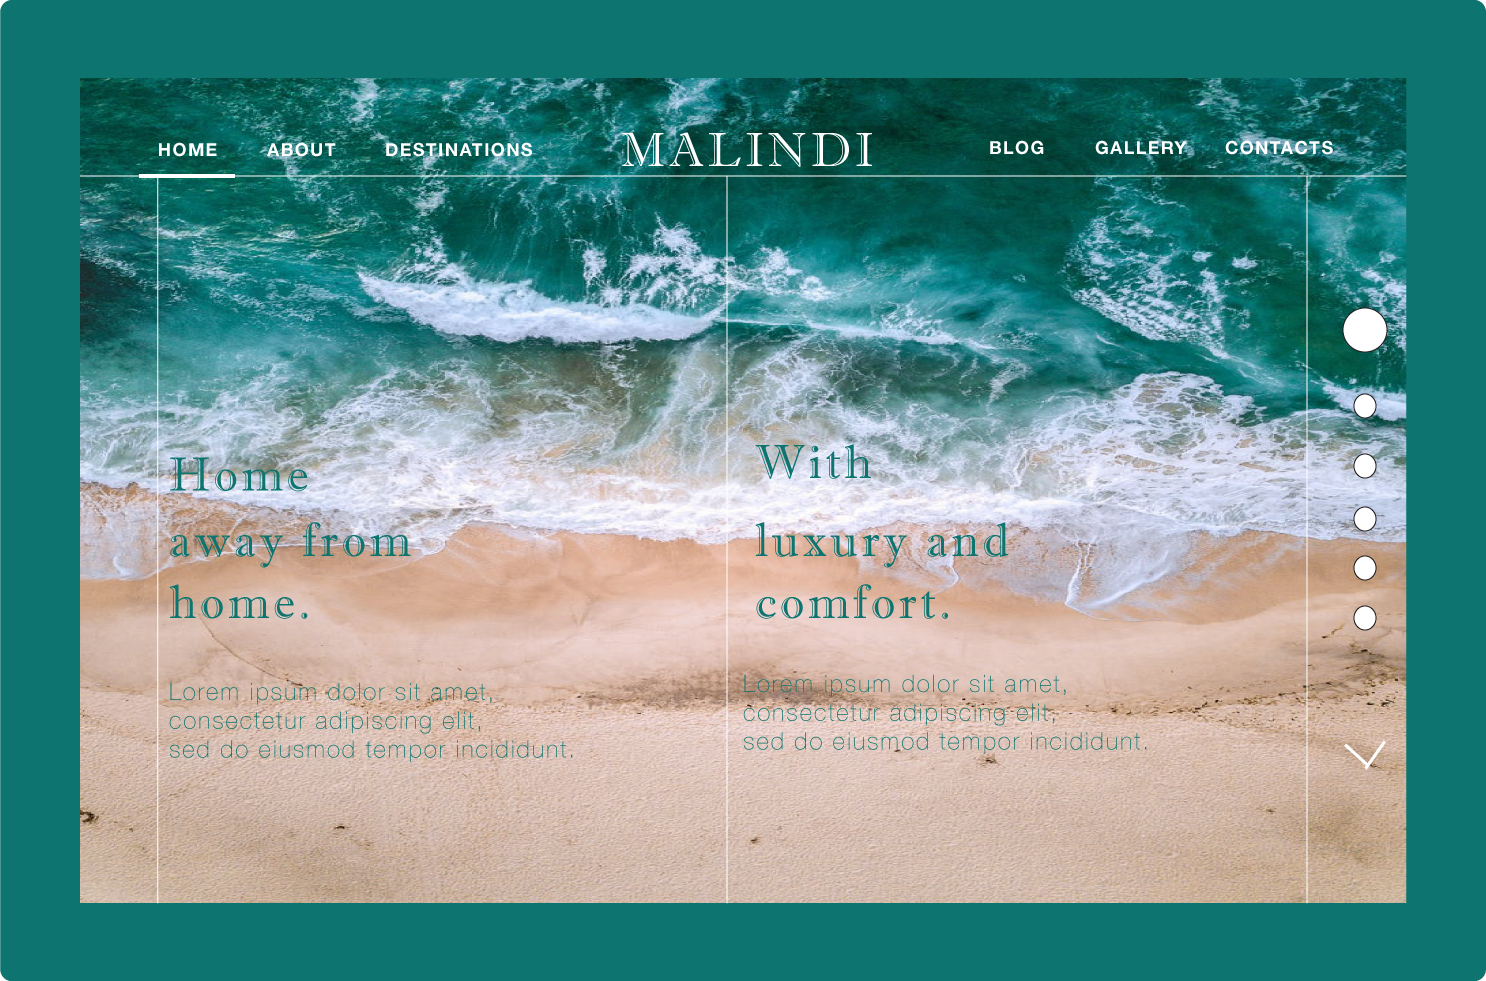 HOME ABOUT DESTINATIONS MALINDI BLOG GALLERY CONTACTS
Home
away from
home.
Lorem ipsum dolor sit amet,
consectetur adipiscing elit,
sed do eiusmod tempor incididunt.
With
luxury and
comfort.
Lorem ipsum dolor sit amet,
consectetur adipiscing elit,
sed do eiusmod tempor incididunt.